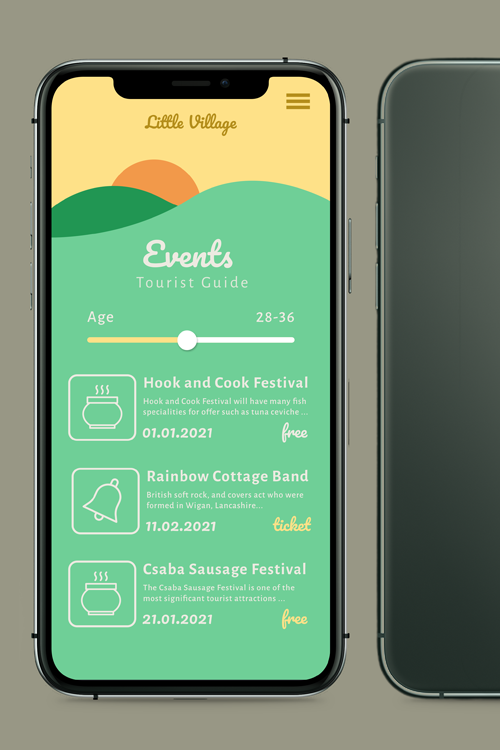 Little Village
Events
Tourist Guide
Age 28-36
Hook and Cook Festival
Hook and Cook Festival will have many fish
specialities for offer such as tuna ceviche ...
01.01.2021 free
Rainbow Cottage Band
British soft rock, and covers act who were
formed in Wigan, Lancashire...
11.02.2021 ticket
Csaba Sausage Festival
The Csaba Sausage Festival is one of the
most significant tourist attractions ...
21.01.2021 free